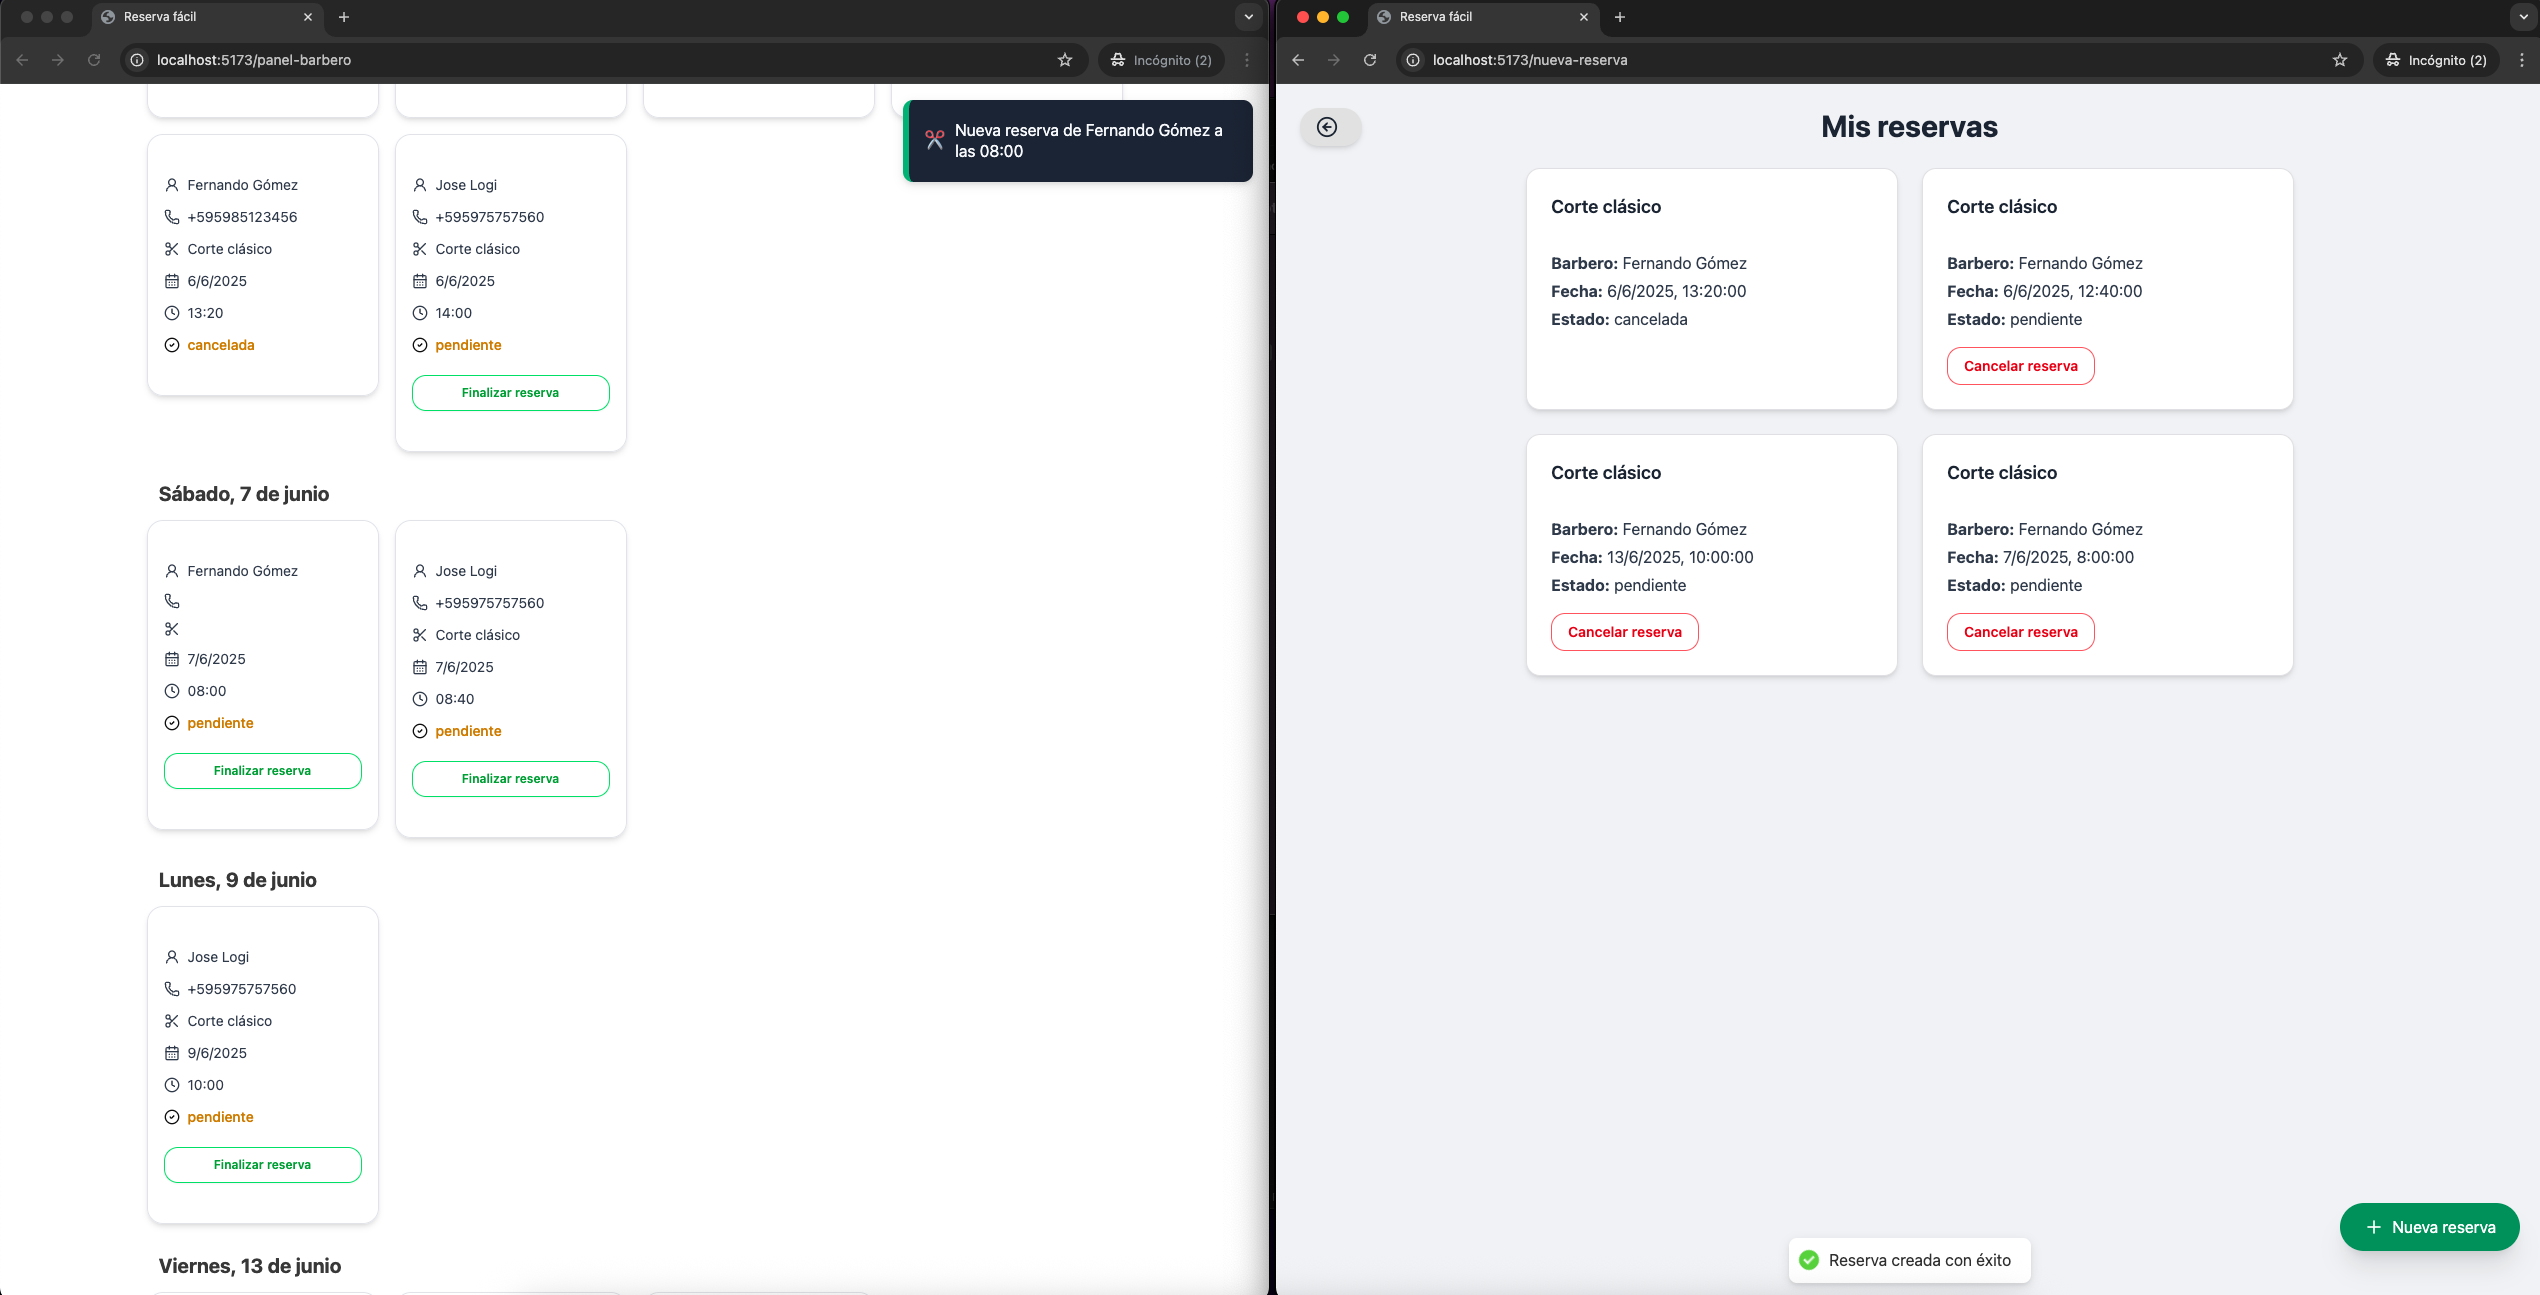 Reserva fácil
localhost:5173/panel-barbero
Incógnito (2)
Nueva reserva de Fernando Gómez a
las 08:00
Fernando Gómez
+595985123456
Corte clásico
6/6/2025
13:20
cancelada
Jose Logi
+595975757560
Corte clásico
6/6/2025
14:00
pendiente
Finalizar reserva
Sábado, 7 de junio
Fernando Gómez
7/6/2025
08:00
pendiente
Finalizar reserva
Jose Logi
+595975757560
Corte clásico
7/6/2025
08:40
pendiente
Finalizar reserva
Lunes, 9 de junio
Jose Logi
+595975757560
Corte clásico
9/6/2025
10:00
pendiente
Finalizar reserva
Viernes, 13 de junio
Reserva fácil
localhost:5173/nueva-reserva
Incógnito (2)
Mis reservas
Corte clásico
Barbero: Fernando Gómez
Fecha: 6/6/2025, 13:20:00
Estado: cancelada
Corte clásico
Barbero: Fernando Gómez
Fecha: 6/6/2025, 12:40:00
Estado: pendiente
Cancelar reserva
Corte clásico
Barbero: Fernando Gómez
Fecha: 13/6/2025, 10:00:00
Estado: pendiente
Cancelar reserva
Corte clásico
Barbero: Fernando Gómez
Fecha: 7/6/2025, 8:00:00
Estado: pendiente
Cancelar reserva
Nueva reserva
Reserva creada con éxito